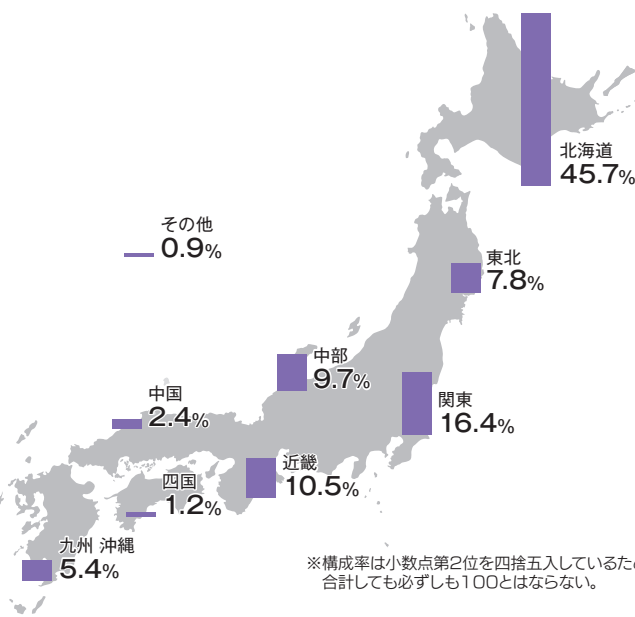 北海道
45.7%
その他
0.9%
東北
7.8%
中部
9.7%
中国
2.4%
関東
16.4%
近畿
10.5%
四国
1.2%
九州 沖縄
5.4%
※構成率は小数点第2位を四捨五入しているため
合計しても必ずしも100とはならない。